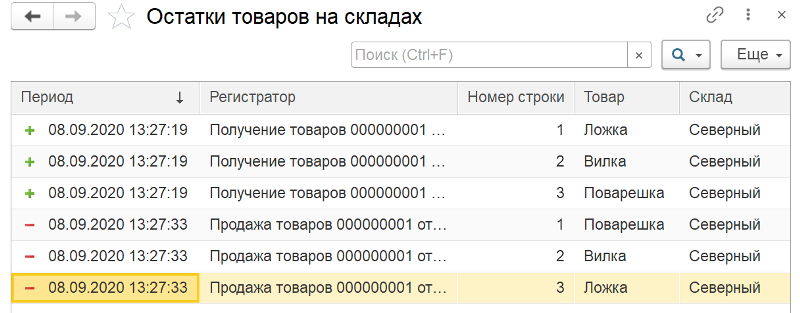 Остатки товаров на складах
Поиск (Ctrl+F) × Еще
Период ↓ Регистратор Номер строки Товар Склад
08.09.2020 13:27:19 Получение товаров 000000001 ... 1 Ложка Северный
08.09.2020 13:27:19 Получение товаров 000000001 ... 2 Вилка Северный
08.09.2020 13:27:19 Получение товаров 000000001 ... 3 Поварешка Северный
08.09.2020 13:27:33 Продажа товаров 000000001 от... 1 Поварешка Северный
08.09.2020 13:27:33 Продажа товаров 000000001 от... 2 Вилка Северный
08.09.2020 13:27:33 Продажа товаров 000000001 от... 3 Ложка Северный